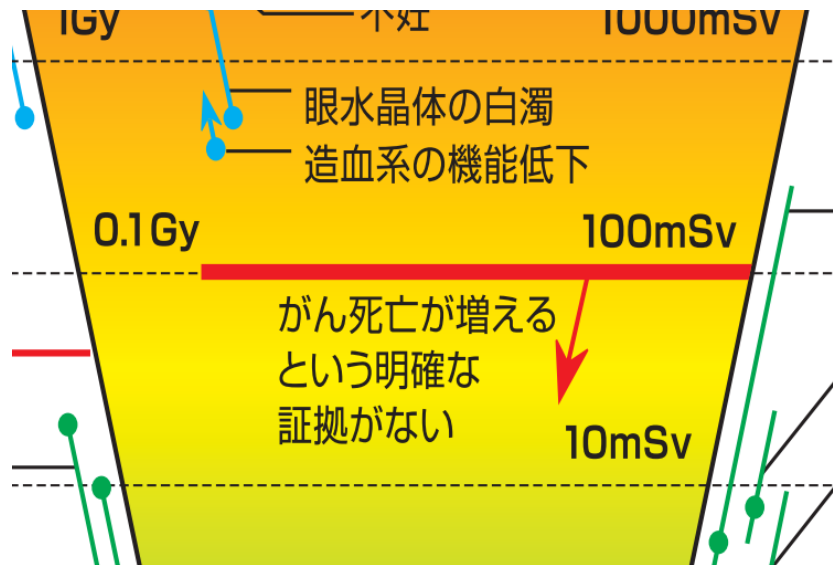 1Gy
不妊
1000mSv
眼水晶体の白濁
造血系の機能低下
0.1Gy
100mSv
がん死亡が増える
という明確な
証拠がない
10mSv